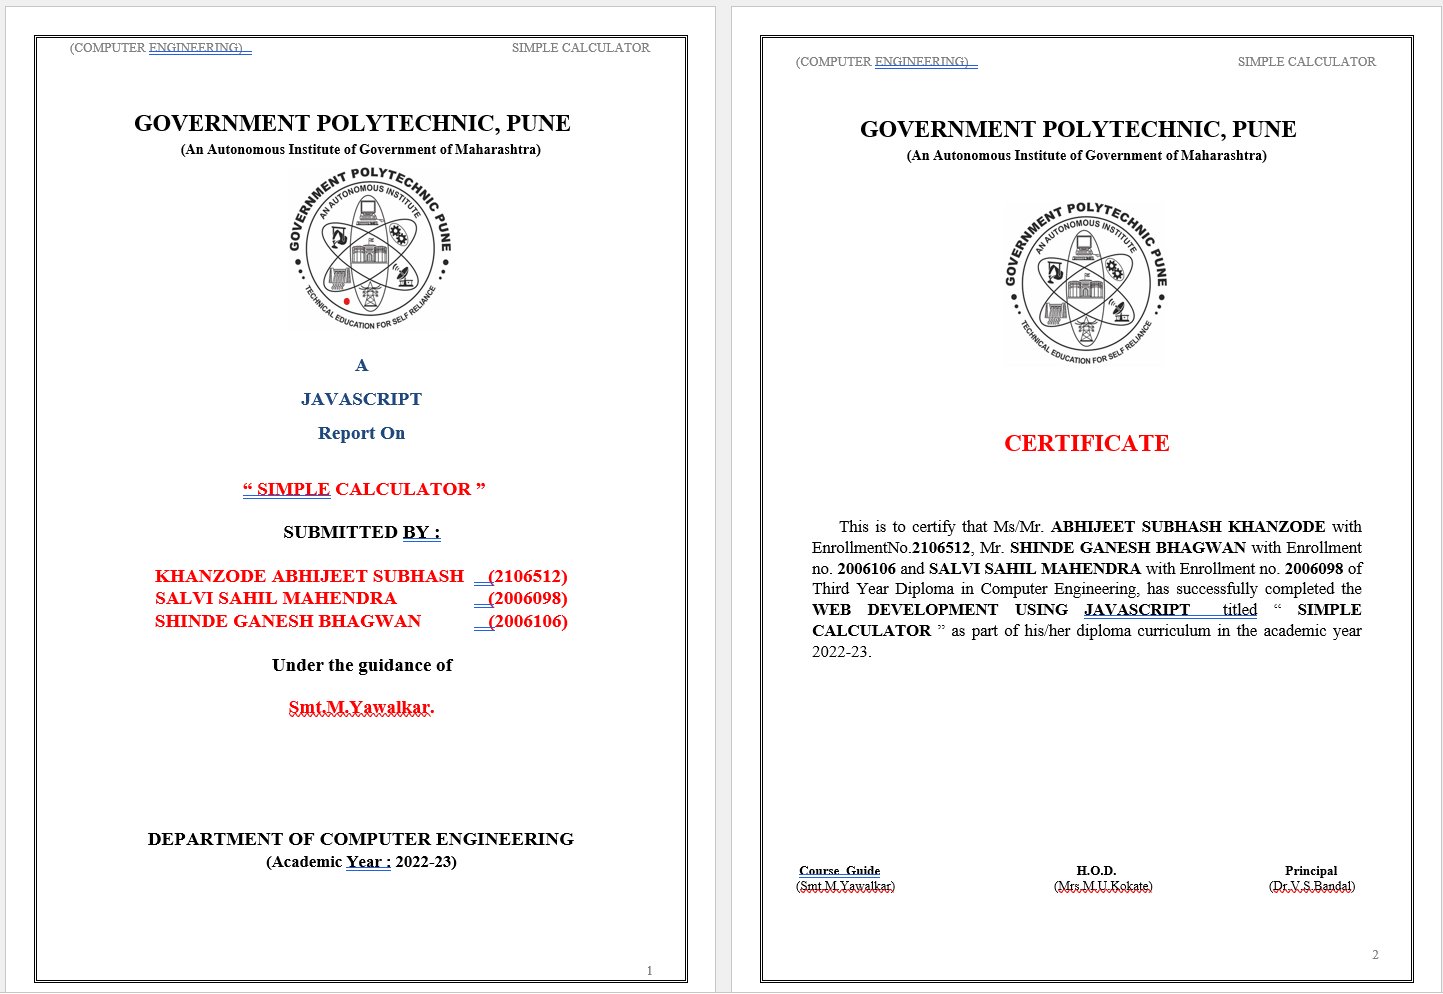 (COMPUTER ENGINEERING) SIMPLE CALCULATOR
GOVERNMENT POLYTECHNIC, PUNE
(An Autonomous Institute of Government of Maharashtra)
GOVERNMENT POLYTECHNIC PUNE
AN AUTONOMOUS INSTITUTE
TECHNICAL EDUCATION FOR SELF RELIANCE
A
JAVASCRIPT
Report On
“ SIMPLE CALCULATOR ”
SUBMITTED BY :
KHANZODE ABHIJEET SUBHASH (2106512)
SALVI SAHIL MAHENDRA (2006098)
SHINDE GANESH BHAGWAN (2006106)
Under the guidance of
Smt.M.Yawalkar.
DEPARTMENT OF COMPUTER ENGINEERING
(Academic Year : 2022-23)
1
(COMPUTER ENGINEERING) SIMPLE CALCULATOR
GOVERNMENT POLYTECHNIC, PUNE
(An Autonomous Institute of Government of Maharashtra)
GOVERNMENT POLYTECHNIC PUNE
AN AUTONOMOUS INSTITUTE
TECHNICAL EDUCATION FOR SELF RELIANCE
CERTIFICATE
This is to certify that Ms/Mr. ABHIJEET SUBHASH KHANZODE with
EnrollmentNo.2106512, Mr. SHINDE GANESH BHAGWAN with Enrollment
no. 2006106 and SALVI SAHIL MAHENDRA with Enrollment no. 2006098 of
Third Year Diploma in Computer Engineering, has successfully completed the
WEB DEVELOPMENT USING JAVASCRIPT titled “ SIMPLE
CALCULATOR ” as part of his/her diploma curriculum in the academic year
2022-23.
Course Guide H.O.D. Principal
(Smt.M.Yawalkar) (Mrs.M.U.Kokate) (Dr.V.S.Bandal)
2